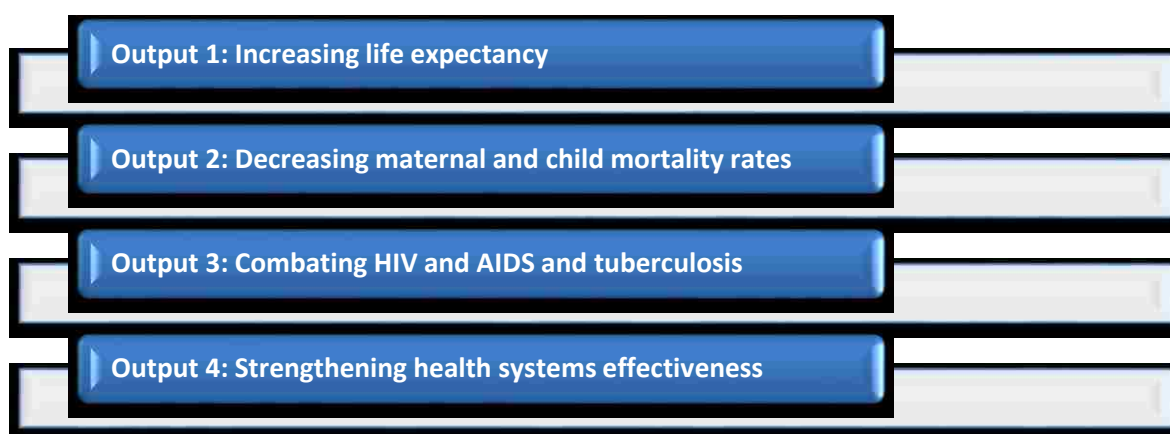 Output 1: Increasing life expectancy
Output 2: Decreasing maternal and child mortality rates
Output 3: Combating HIV and AIDS and tuberculosis
Output 4: Strengthening health systems effectiveness